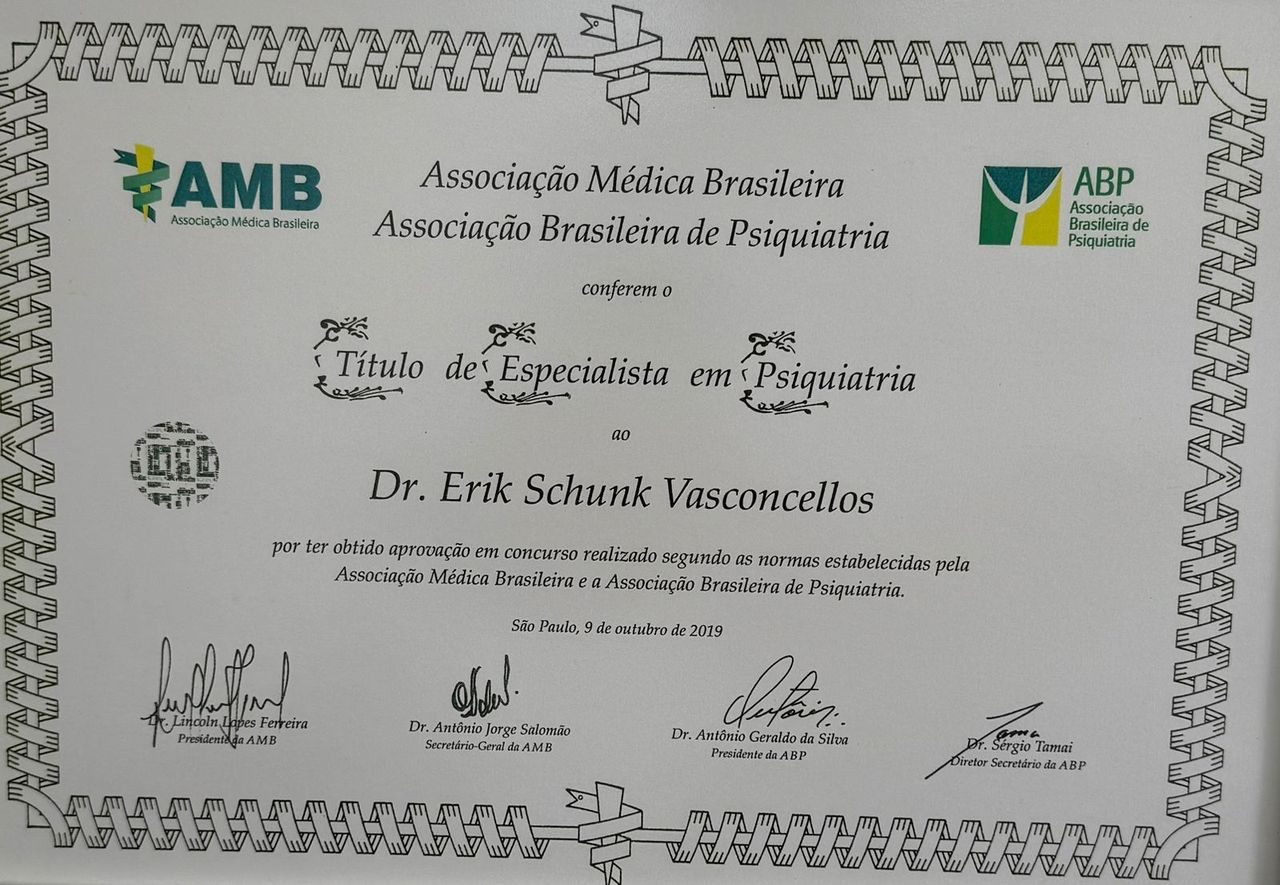 AMB
Associação Médica Brasileira
Associação Médica Brasileira
Associação Brasileira de Psiquiatria
ABP
Associação
Brasileira de
Psiquiatria
conferem o
Título de Especialista em Psiquiatria
ao
Dr. Erik Schunk Vasconcellos
por ter obtido aprovação em concurso realizado segundo as normas estabelecidas pela
Associação Médica Brasileira e a Associação Brasileira de Psiquiatria.
São Paulo, 9 de outubro de 2019
Dr. Lincoln Lopes Ferreira
Presidente da AMB
Dr. Antônio Jorge Salomão
Secretário-Geral da AMB
Dr. Antônio Geraldo da Silva
Presidente da ABP
Dr. Sérgio Tamai
Diretor Secretário da ABP